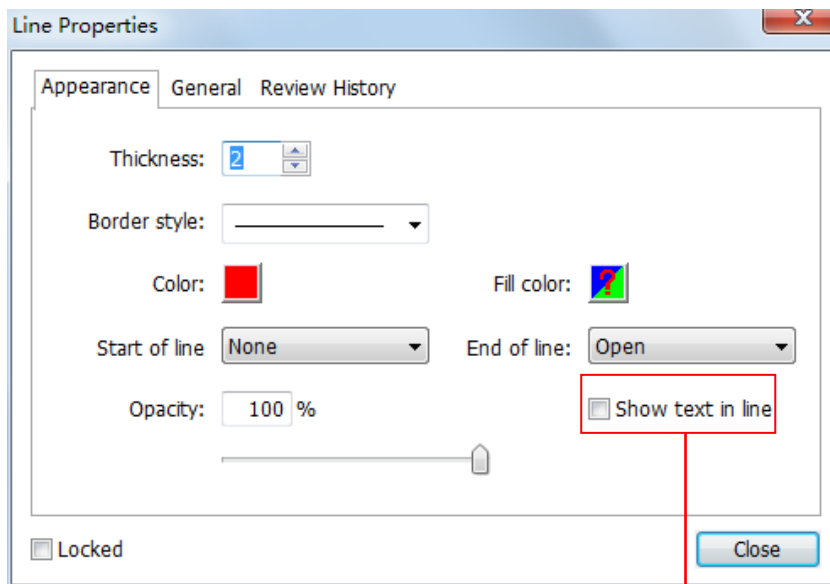 Line Properties
Appearance General Review History
Thickness: 2
Border style:
Color: Fill color: ?
Start of line None End of line: Open
Opacity: 100 % Show text in line
Locked Close